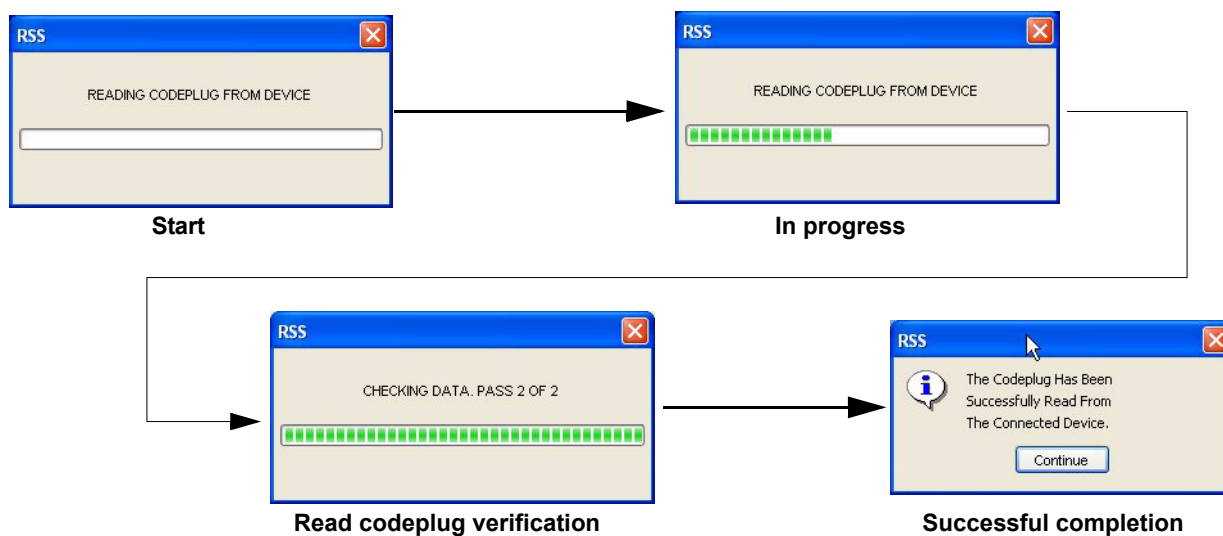 RSS
READING CODEPLUG FROM DEVICE
Start
RSS
READING CODEPLUG FROM DEVICE
In progress
RSS
CHECKING DATA. PASS 2 OF 2
Read codeplug verification
RSS
The Codeplug Has Been
Successfully Read From
The Connected Device.
Continue
Successful completion